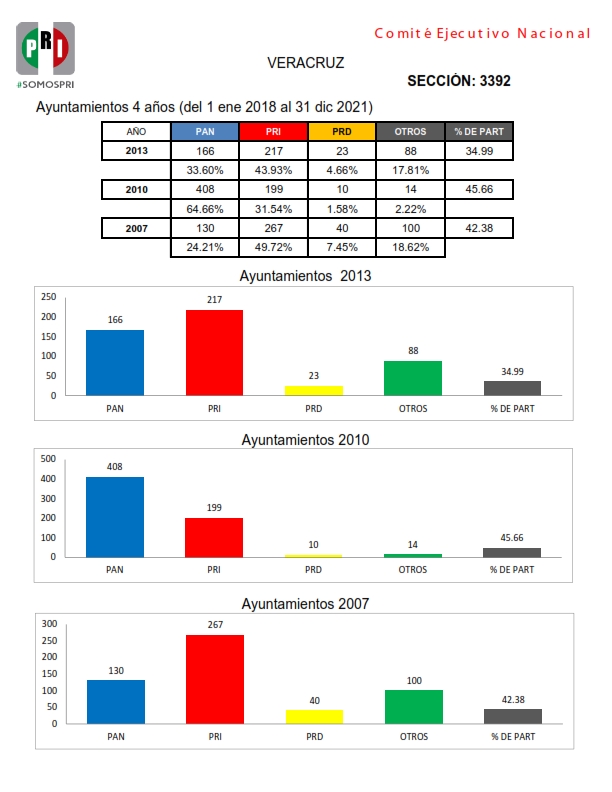 Comité Ejecutivo Nacional
PRI
#SOMOSPRI
VERACRUZ
SECCIÓN: 3392
Ayuntamientos 4 años (del 1 ene 2018 al 31 dic 2021)
AÑO PAN PRI PRD OTROS % DE PART
2013 166 217 23 88 34.99
33.60% 43.93% 4.66% 17.81%
2010 408 199 10 14 45.66
64.66% 31.54% 1.58% 2.22%
2007 130 267 40 100 42.38
24.21% 49.72% 7.45% 18.62%
Ayuntamientos 2013
250
200
150
100
50
0
166 217 23 88 34.99
PAN PRI PRD OTROS % DE PART
Ayuntamientos 2010
500
400
300
200
100
0
408 199 10 14 45.66
PAN PRI PRD OTROS % DE PART
Ayuntamientos 2007
300
250
200
150
100
50
0
130 267 40 100 42.38
PAN PRI PRD OTROS % DE PART